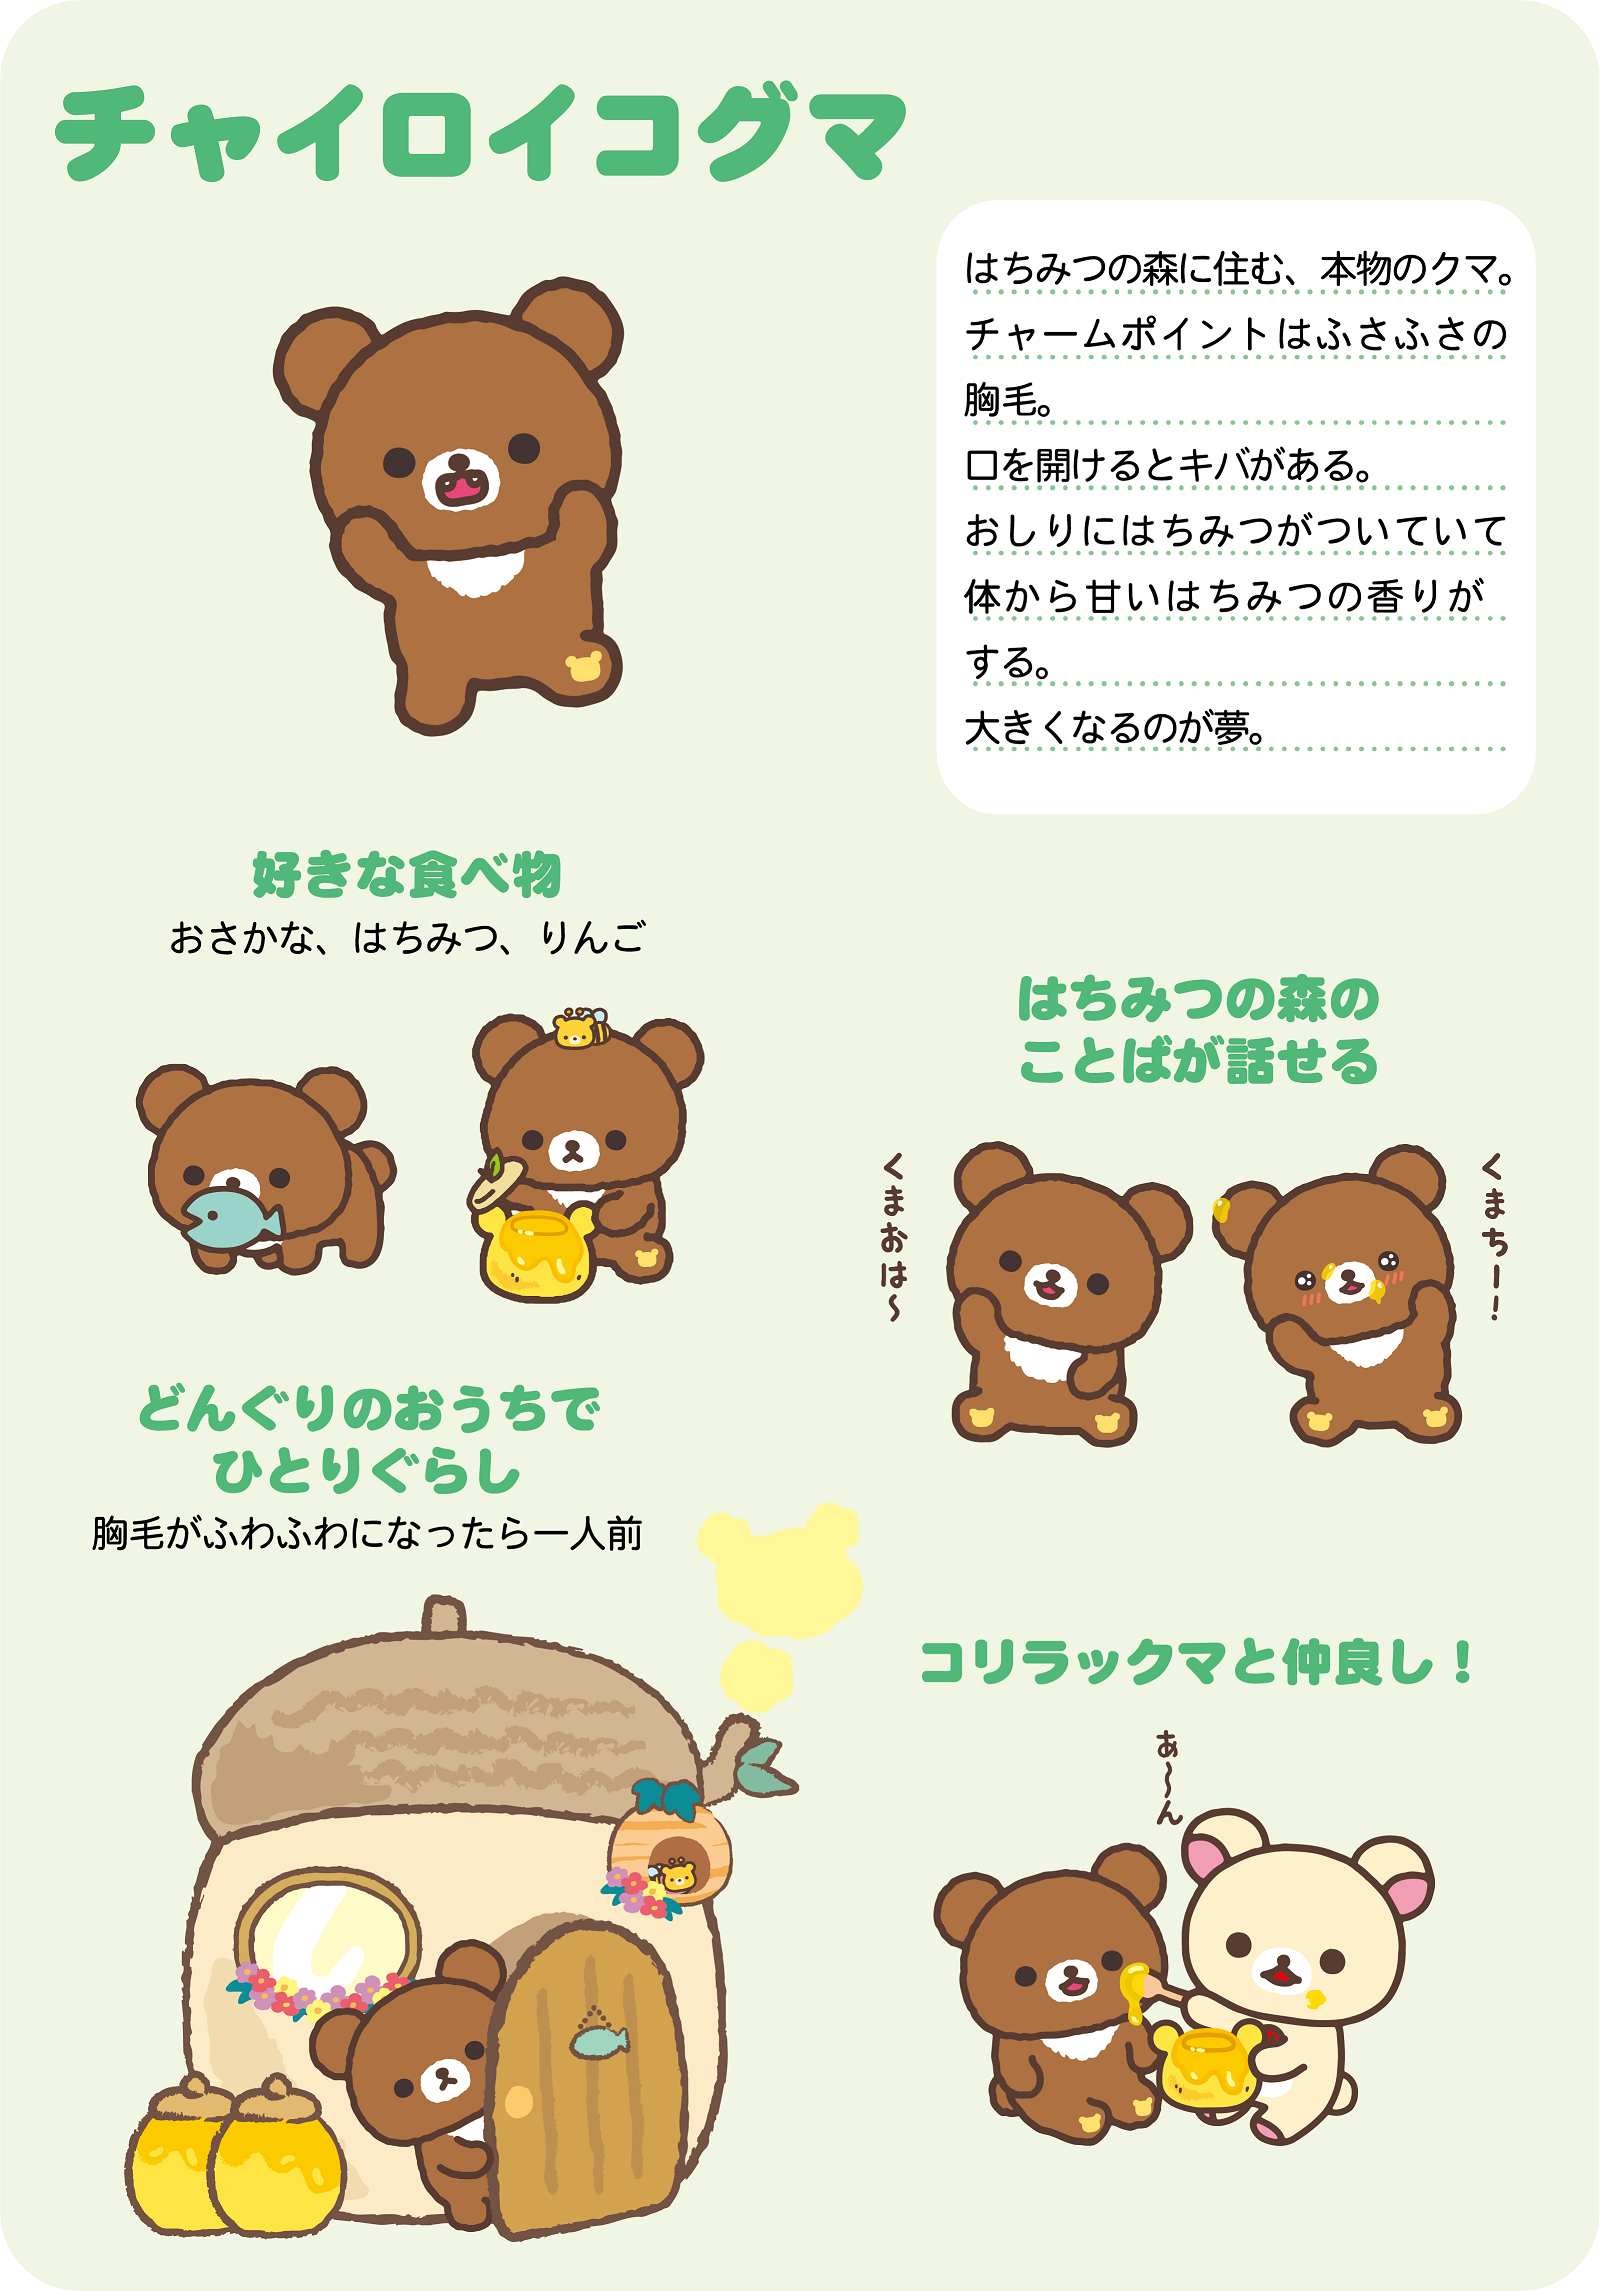 チャイロイコグマ
はちみつの森に住む、本物のクマ。
チャームポイントはふさふさの
胸毛。
口を開けるとキバがある。
おしりにはちみつがついていて
体から甘いはちみつの香りが
する。
大きくなるのが夢。
好きな食べ物
おさかな、はちみつ、りんご
はちみつの森の
ことばが話せる
くまおは～
くまちー！
どんぐりのおうちで
ひとりぐらし
胸毛がふわふわになったら一人前
コリラックマと仲良し！
あ〜〜ん